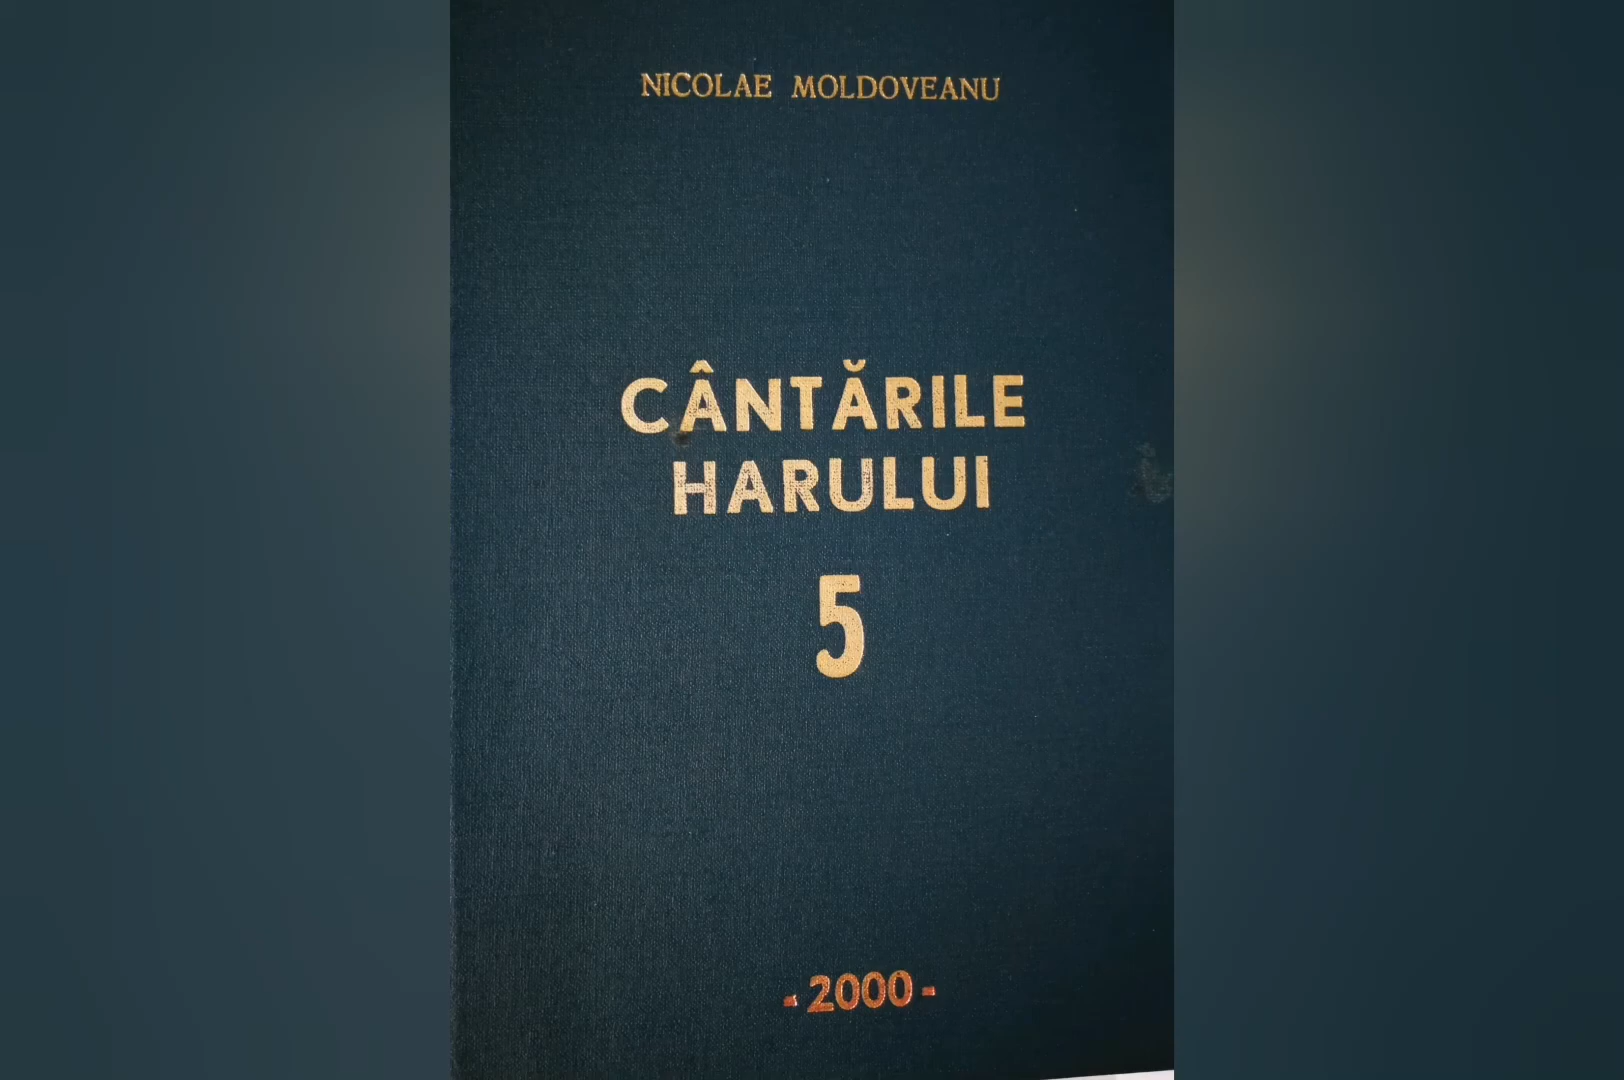 NICOLAE MOLDOVEANU
CÂNTĂRILE
HARULUI
5
- 2000 -